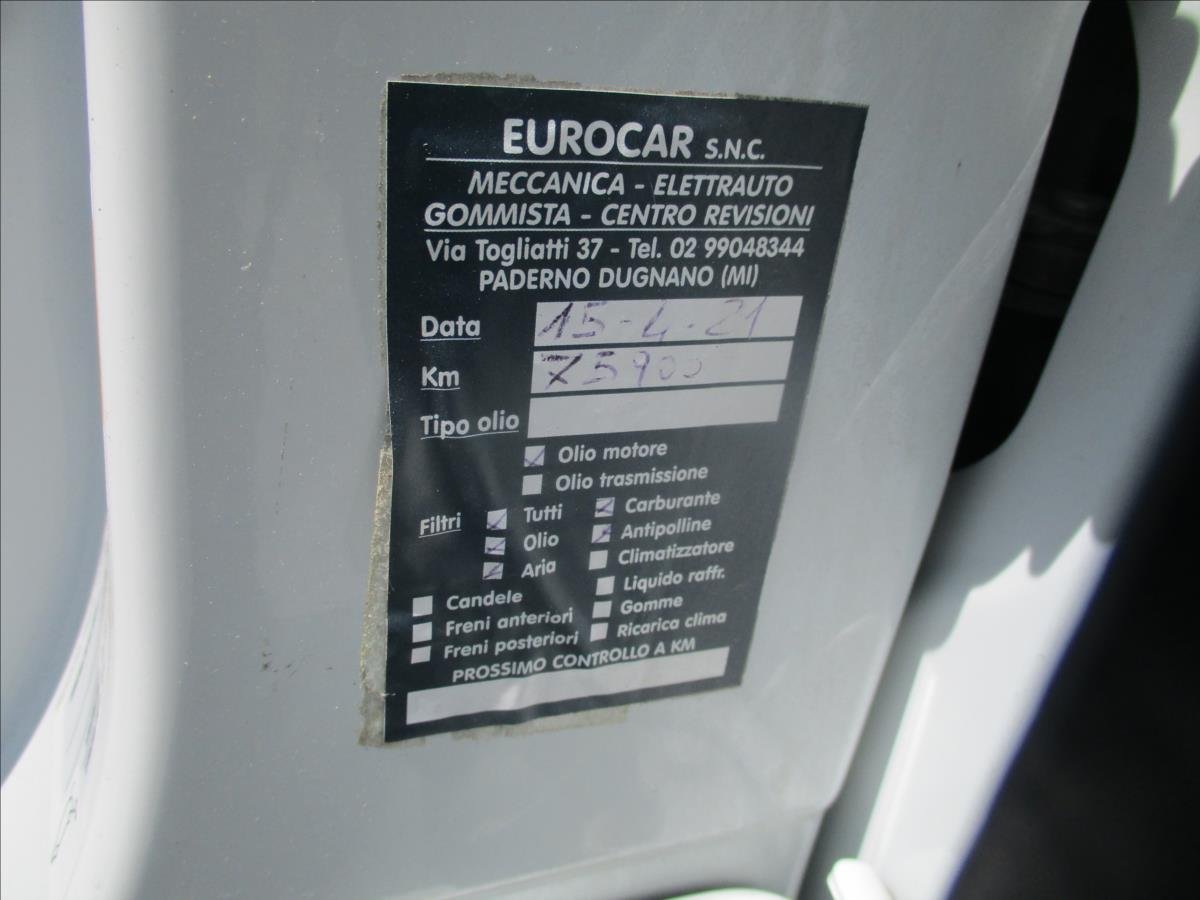 EUROCAR S.N.C.
MECCANICA - ELETTRAUTO
GOMMISTA - CENTRO REVISIONI
Via Togliatti 37 - Tel. 02 99048344
PADERNO DUGNANO (MI)
Data 15-4-21
Km 75900
Tipo olio
Olio motore
Olio trasmissione
Filtri Tutti Carburante
Olio Antipolline
Aria Climatizzatore
Candele Liquido raffr.
Freni anteriori Gomme
Freni posteriori Ricarica clima
PROSSIMO CONTROLLO A KM